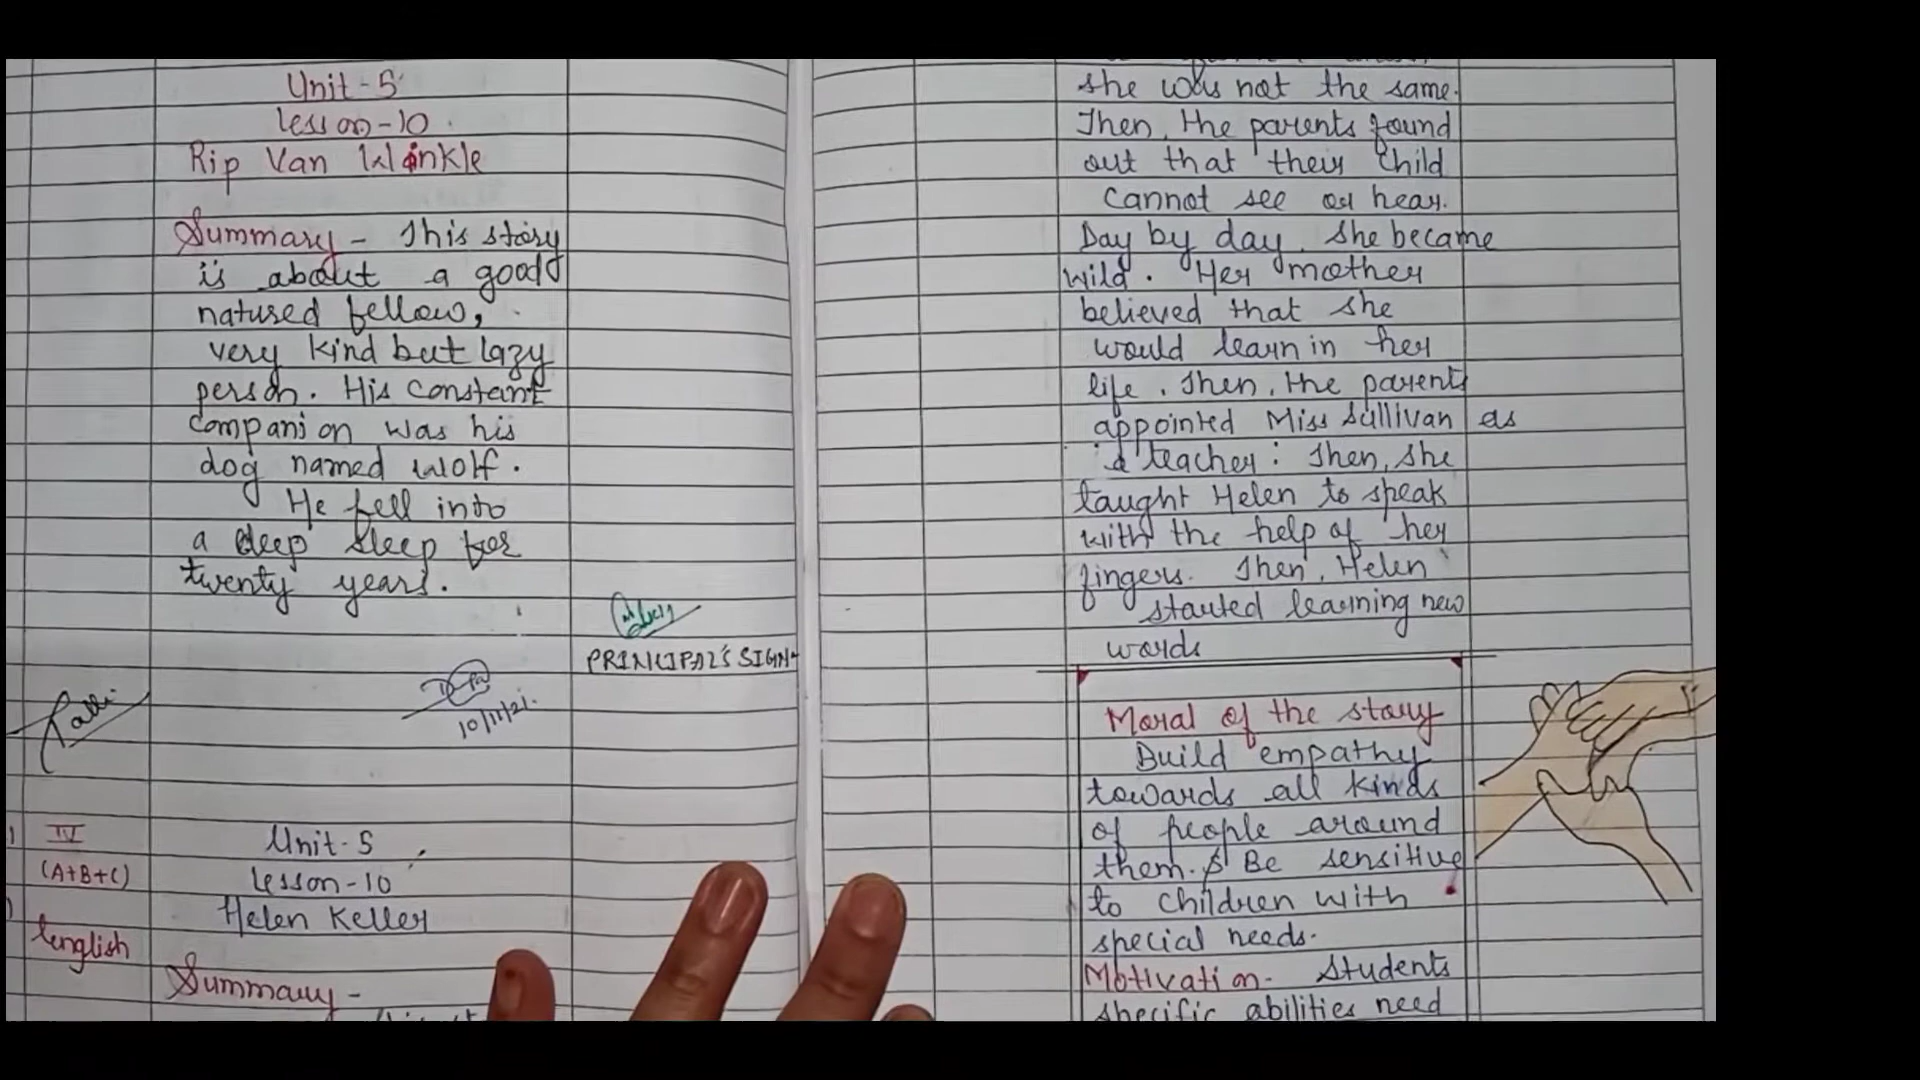 Unit-5
Lesson-10
Rip Van Winkle
Summary - This story
is about a good
natured fellow,
very kind but lazy
person. His constant
companion was his
dog named Wolf.
He fell into
a deep sleep for
twenty years.
PRINCIPAL'S SIGN
10/11/21.
IV
(A+B+C)
English
Unit-5
Lesson-10
Helen Keller
Summary -
she was not the same.
Then, the parents found
out that their child
cannot see or hear.
Day by day, she became
wild. Her mother
believed that she
would learn in her
life. Then, the parents
appointed Miss Sullivan as
a teacher. Then, she
taught Helen to speak
with the help of her
fingers. Then, Helen
started learning new
words
Moral of the story
Build empathy
towards all kinds
of people around
them. & Be sensitive
to children with
special needs.
Motivation - Students
specific abilities need